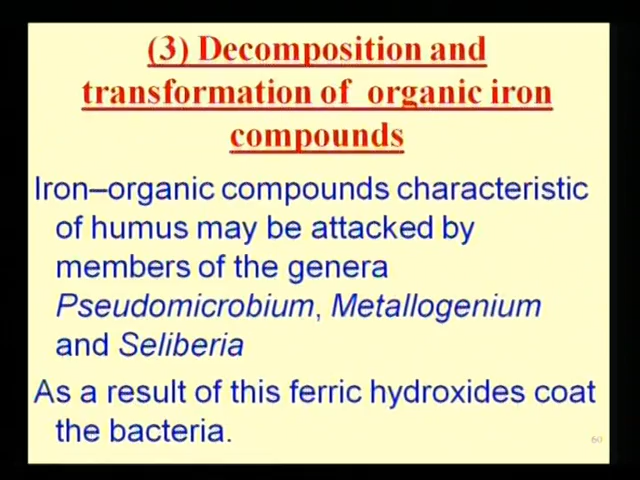 (3) Decomposition and
transformation of organic iron
compounds
Iron–organic compounds characteristic
of humus may be attacked by
members of the genera
Pseudomicrobium, Metallogenium
and Seliberia
As a result of this ferric hydroxides coat
the bacteria.
60